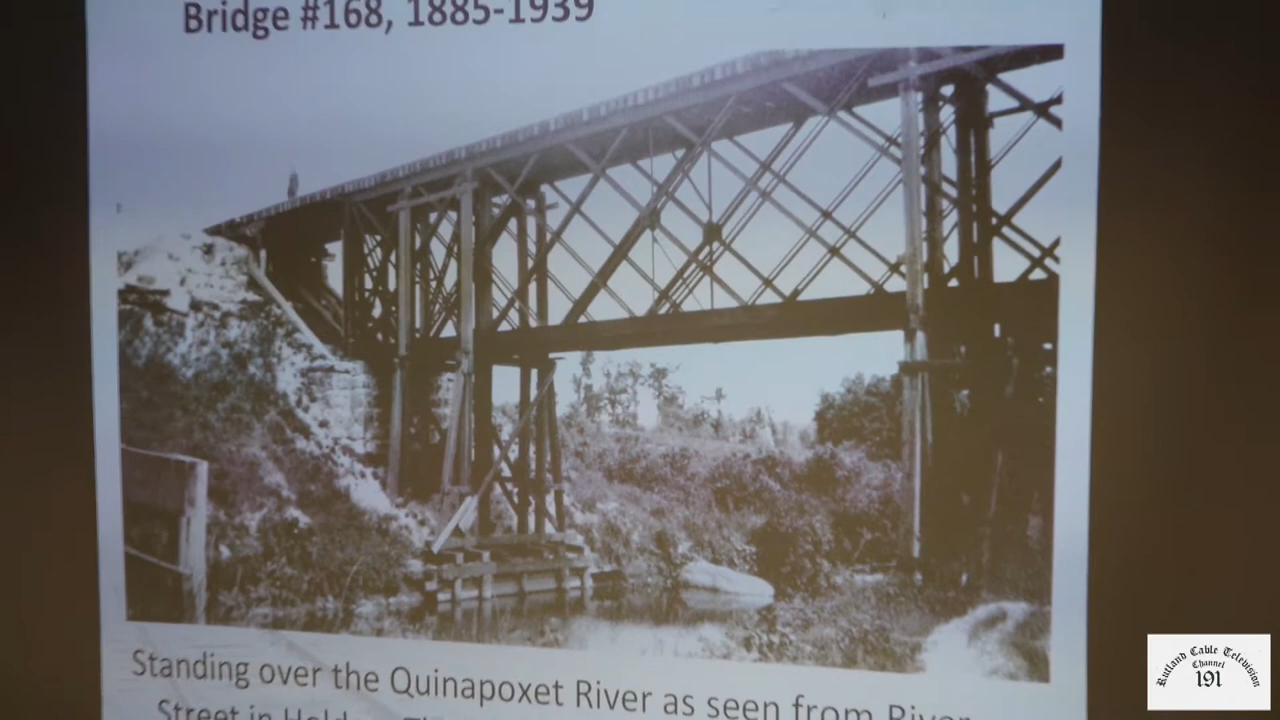 Bridge #168, 1885-1939
Standing over the Quinapoxet River as seen from River
Street in
Rutland Cable Television
Channel
191